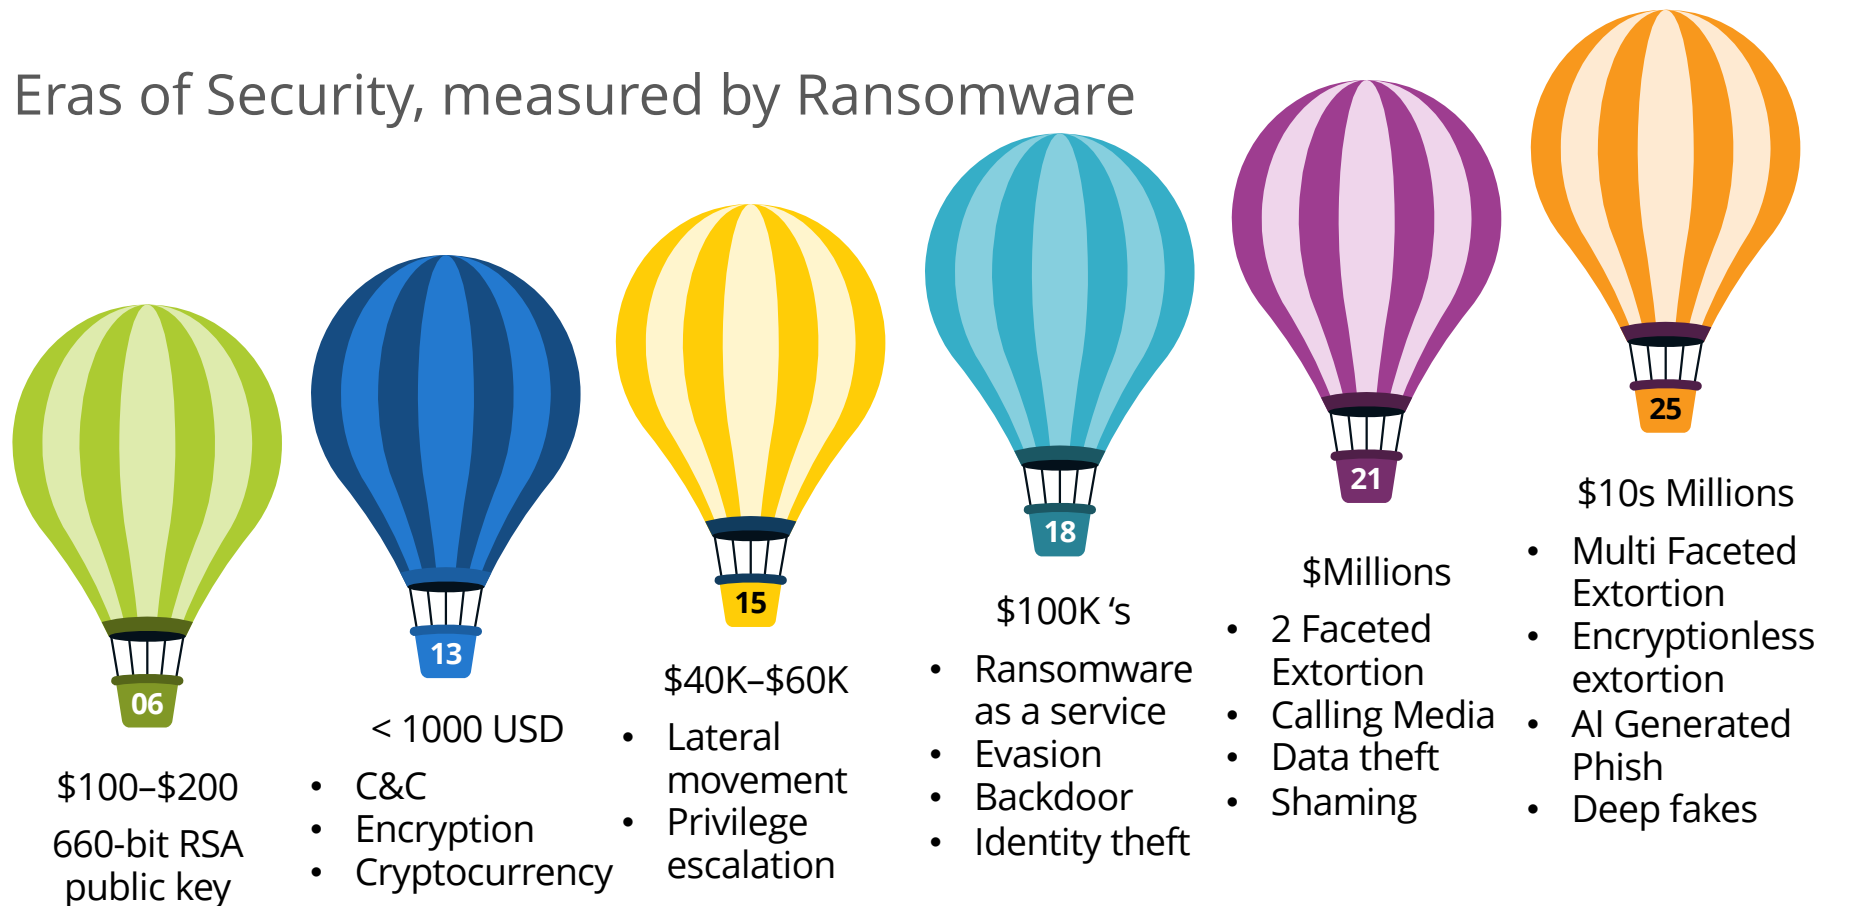 Eras of Security, measured by Ransomware
06
$100–$200
660-bit RSA
public key
13
< 1000 USD
• C&C
• Encryption
• Cryptocurrency
15
$40K–$60K
• Lateral
movement
• Privilege
escalation
18
$100K ‘s
• Ransomware
as a service
• Evasion
• Backdoor
• Identity theft
21
$Millions
• 2 Faceted
Extortion
• Calling Media
• Data theft
• Shaming
25
$10s Millions
• Multi Faceted
Extortion
• Encryptionless
extortion
• AI Generated
Phish
• Deep fakes